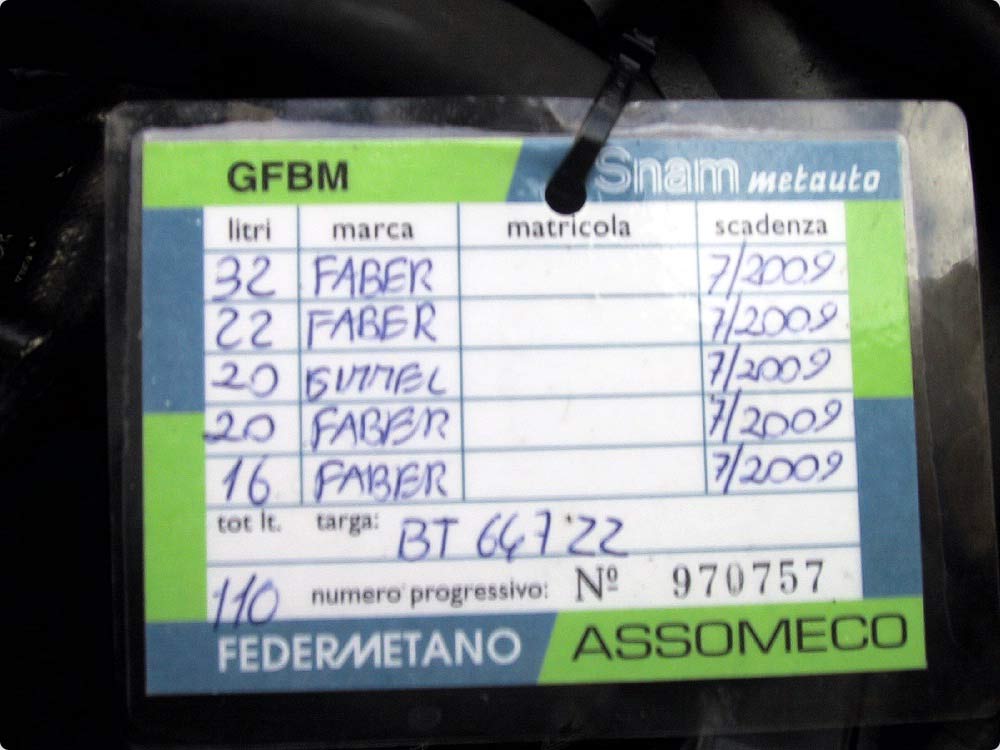 GFBM Snam metauto
litri marca matricola scadenza
32 FABER 7/2009
22 FABER 7/2009
20 7/2009
20 FABER 7/2009
16 FABER 7/2009
tot lt. targa: BT 647 ZZ
110 numero progressivo: Nº 970757
FEDERMETANO ASSOMECO